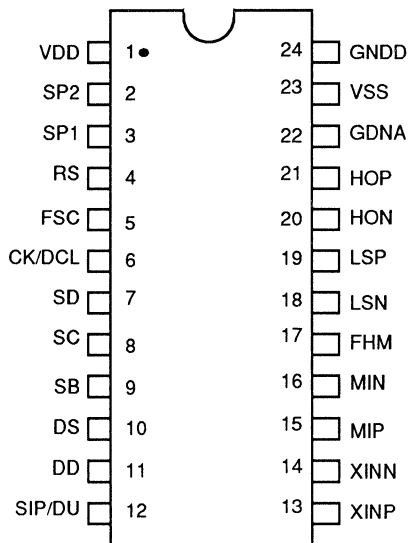 VDD 1 24 GNDD
SP2 2 23 VSS
SP1 3 22 GDNA
RS 4 21 HOP
FSC 5 20 HON
CK/DCL 6 19 LSP
SD 7 18 LSN
SC 8 17 FHM
SB 9 16 MIN
DS 10 15 MIP
DD 11 14 XINN
SIP/DU 12 13 XINP